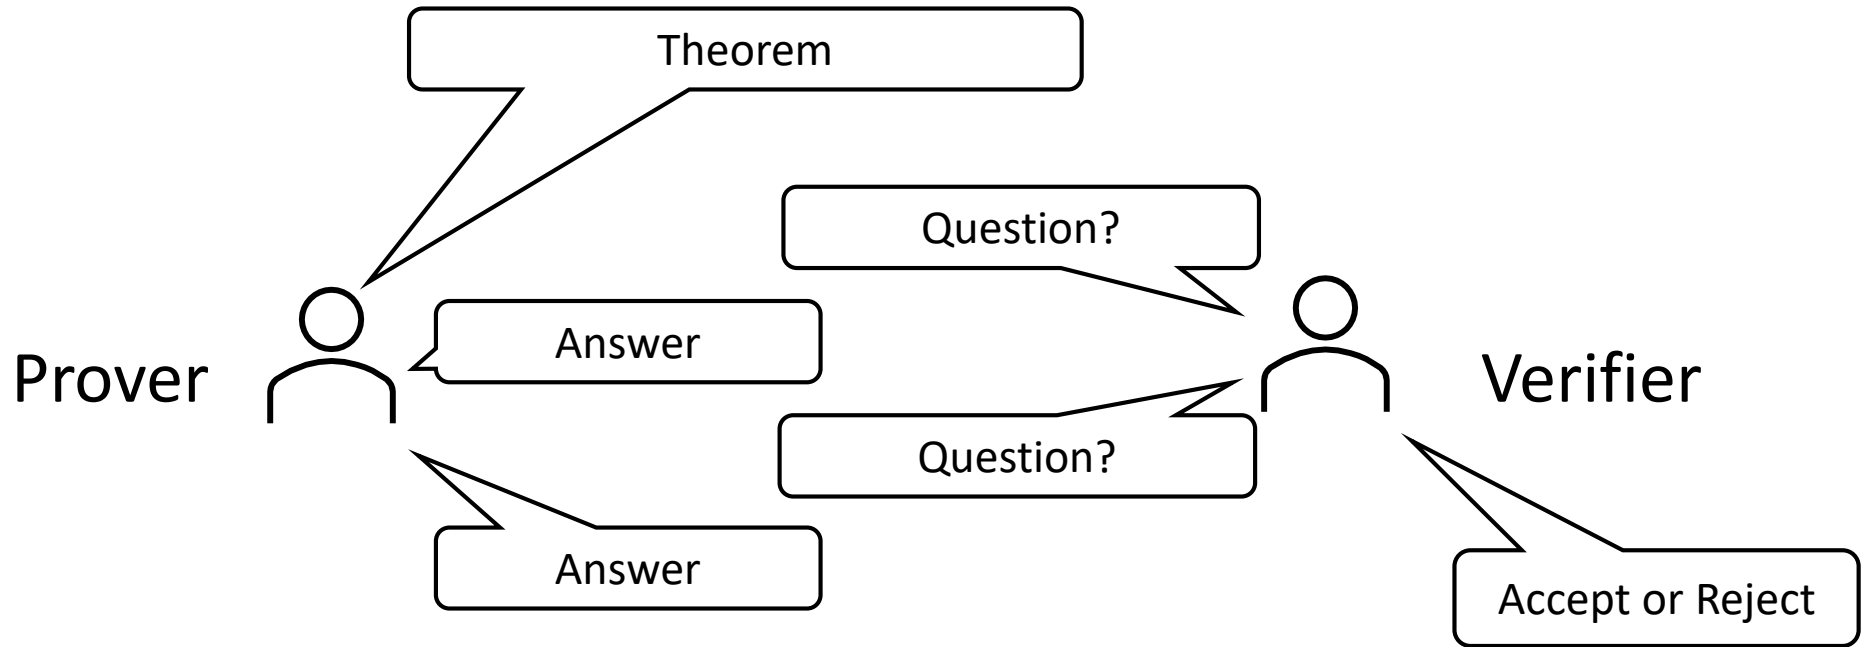 Theorem
Question?
Answer
Prover
Verifier
Question?
Answer
Accept or Reject